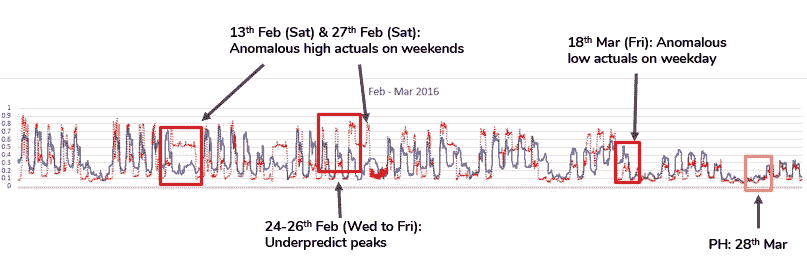 13th Feb (Sat) & 27th Feb (Sat):
Anomalous high actuals on weekends
18th Mar (Fri): Anomalous
low actuals on weekday
Feb - Mar 2016
1
0.9
0.8
0.7
0.6
0.5
0.4
0.3
0.2
0.1
0
24-26th Feb (Wed to Fri):
Underpredict peaks
PH: 28th Mar